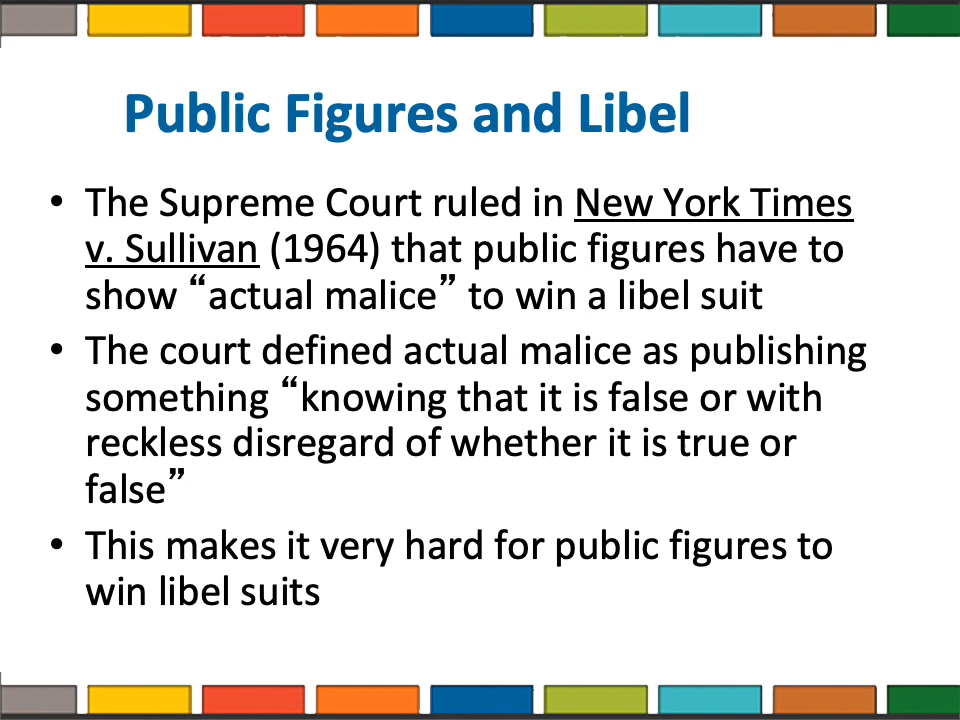 Public Figures and Libel
• The Supreme Court ruled in New York Times
v. Sullivan (1964) that public figures have to
show “actual malice” to win a libel suit
• The court defined actual malice as publishing
something “knowing that it is false or with
reckless disregard of whether it is true or
false”
• This makes it very hard for public figures to
win libel suits